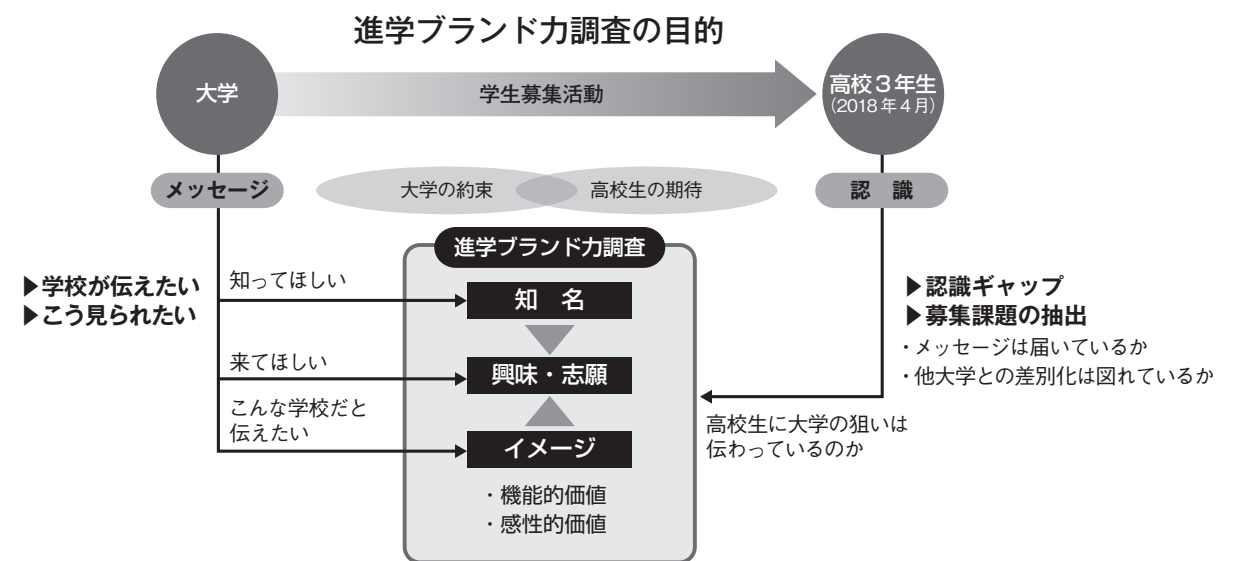 進学ブランド力調査の目的
大学
学生募集活動
高校3年生
(2018年4月)
メッセージ
大学の約束
高校生の期待
認 識
進学ブランド力調査
▶学校が伝えたい
▶こう見られたい
知ってほしい
知 名
来てほしい
興味・志願
こんな学校だと
伝えたい
イメージ
・機能的価値
・感性的価値
▶認識ギャップ
▶募集課題の抽出
・メッセージは届いているか
・他大学との差別化は図れているか
高校生に大学の狙いは
伝わっているのか